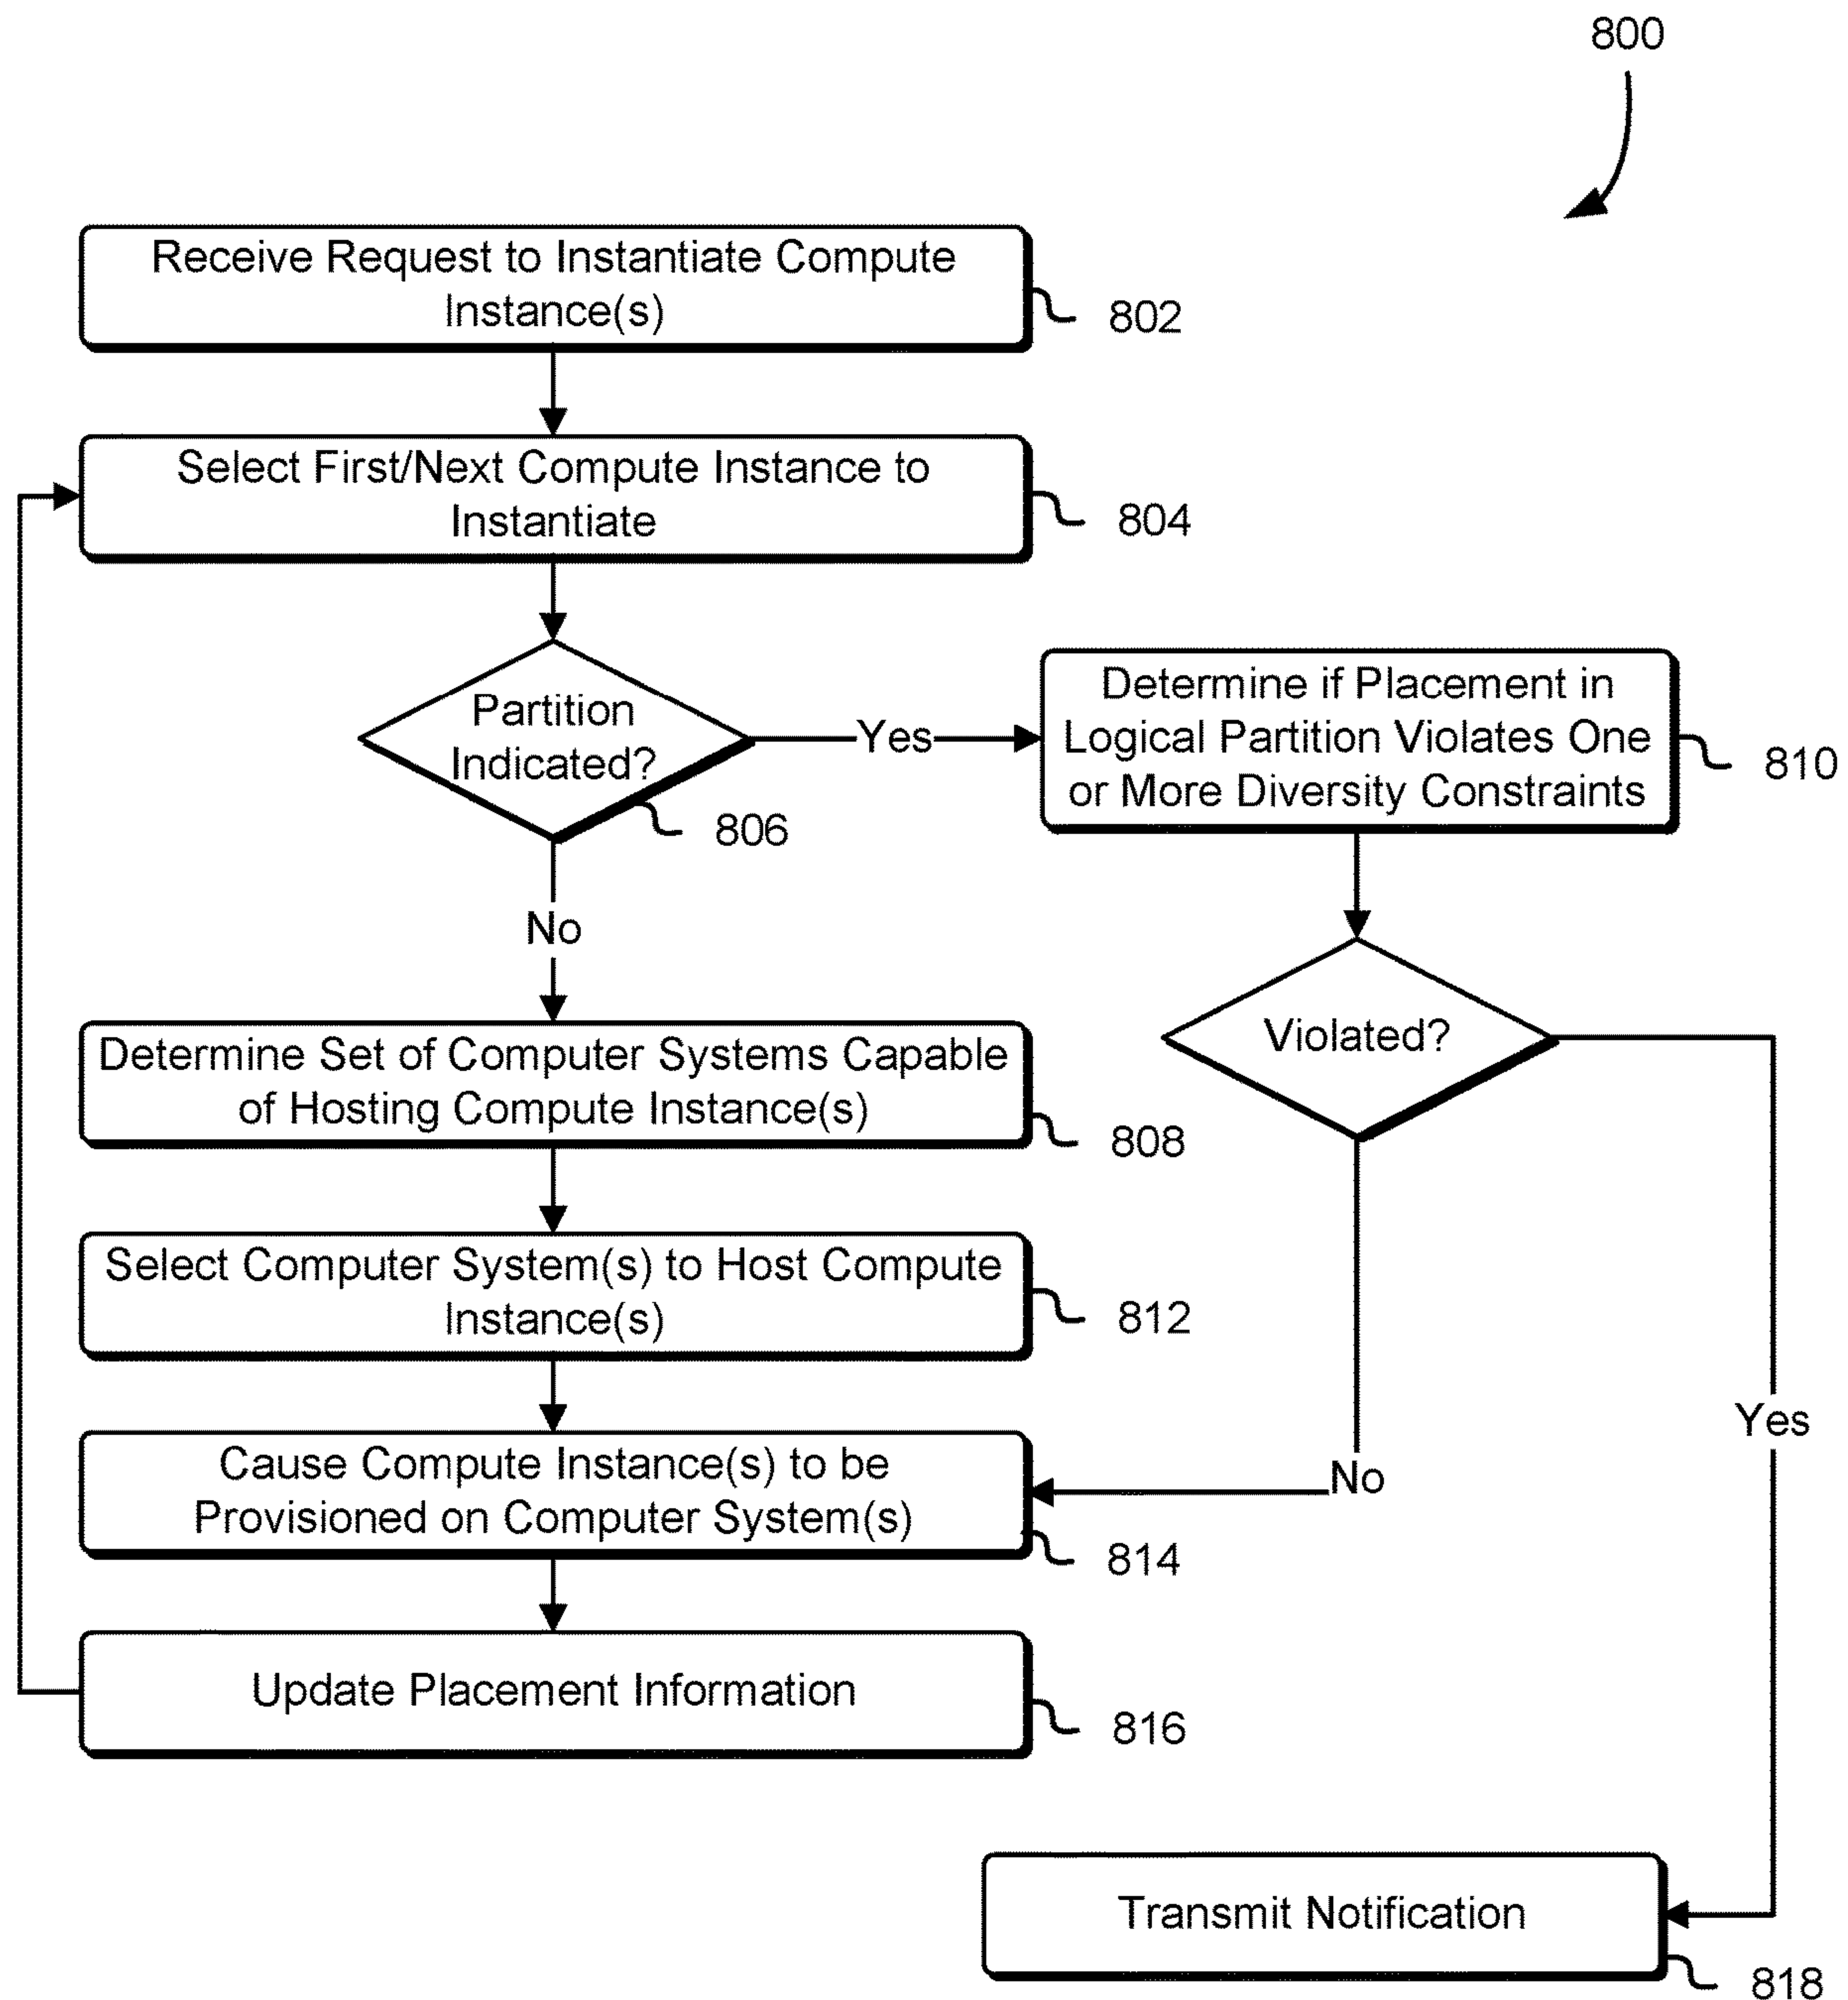 800
Receive Request to Instantiate Compute
Instance(s)
802
Select First/Next Compute Instance to
Instantiate
804
Partition
Indicated?
806
Yes
Determine if Placement in
Logical Partition Violates One
or More Diversity Constraints
810
No
Violated?
Determine Set of Computer Systems Capable
of Hosting Compute Instance(s)
808
Select Computer System(s) to Host Compute
Instance(s)
812
Yes
Cause Compute Instance(s) to be
Provisioned on Computer System(s)
814
No
Update Placement Information
816
Transmit Notification
818